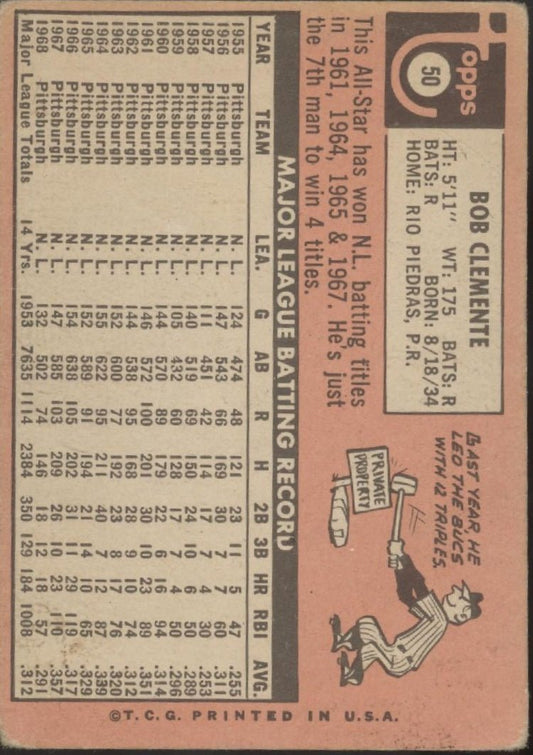 Topps
50
BOB CLEMENTE
HT: 5'11" WT: 175 BATS: R
BATS: R BORN: 8/18/34
HOME: RIO PIEDRAS, P.R.
This All-Star has won N.L. batting titles
in 1961, 1964, 1965 & 1967. He's just
the 7th man to win 4 titles.
LAST YEAR HE
LED THE BUCS
WITH 12 TRIPLES.
PRIVATE
PROPERTY
MAJOR LEAGUE BATTING RECORD
YEAR TEAM LEA. G AB R H 2B 3B HR RBI AVG.
1955 Pittsburgh N.L. 124 474 48 121 23 11 5 47 .255
1956 Pittsburgh N.L. 147 543 66 169 30 7 7 60 .311
1957 Pittsburgh N.L. 111 451 42 114 17 7 4 30 .253
1958 Pittsburgh N.L. 140 519 69 150 24 10 6 50 .289
1959 Pittsburgh N.L. 105 432 60 128 17 7 4 50 .296
1960 Pittsburgh N.L. 144 570 89 179 22 6 16 94 .314
1961 Pittsburgh N.L. 146 572 100 201 30 10 23 89 .351
1962 Pittsburgh N.L. 144 538 95 168 28 9 10 74 .312
1963 Pittsburgh N.L. 152 600 77 192 23 8 17 76 .320
1964 Pittsburgh N.L. 155 622 95 211 40 7 12 87 .339
1965 Pittsburgh N.L. 152 589 91 194 21 14 10 65 .329
1966 Pittsburgh N.L. 154 638 105 202 31 11 29 119 .317
1967 Pittsburgh N.L. 147 585 103 209 26 10 23 110 .357
1968 Pittsburgh N.L. 132 502 74 146 18 12 18 57 .291
Major League Totals 14 Yrs. 1953 7635 1114 2384 350 129 184 1008 .312
©T.C.G. PRINTED IN U.S.A.